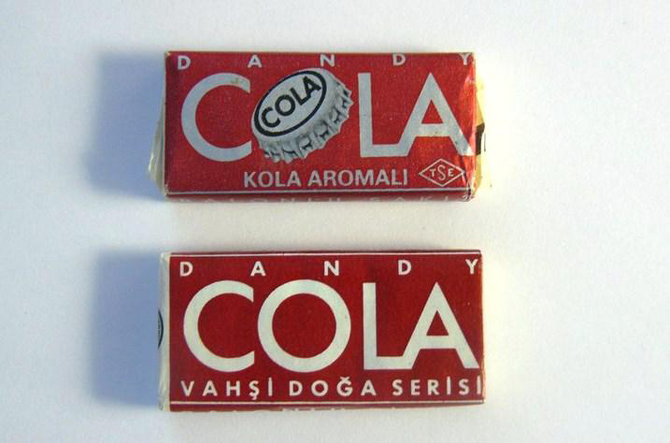 DANDY
COLA
COLA
KOLA AROMALI
TSE
DANDY
COLA
VAHŞİ DOĞA SERİSİ